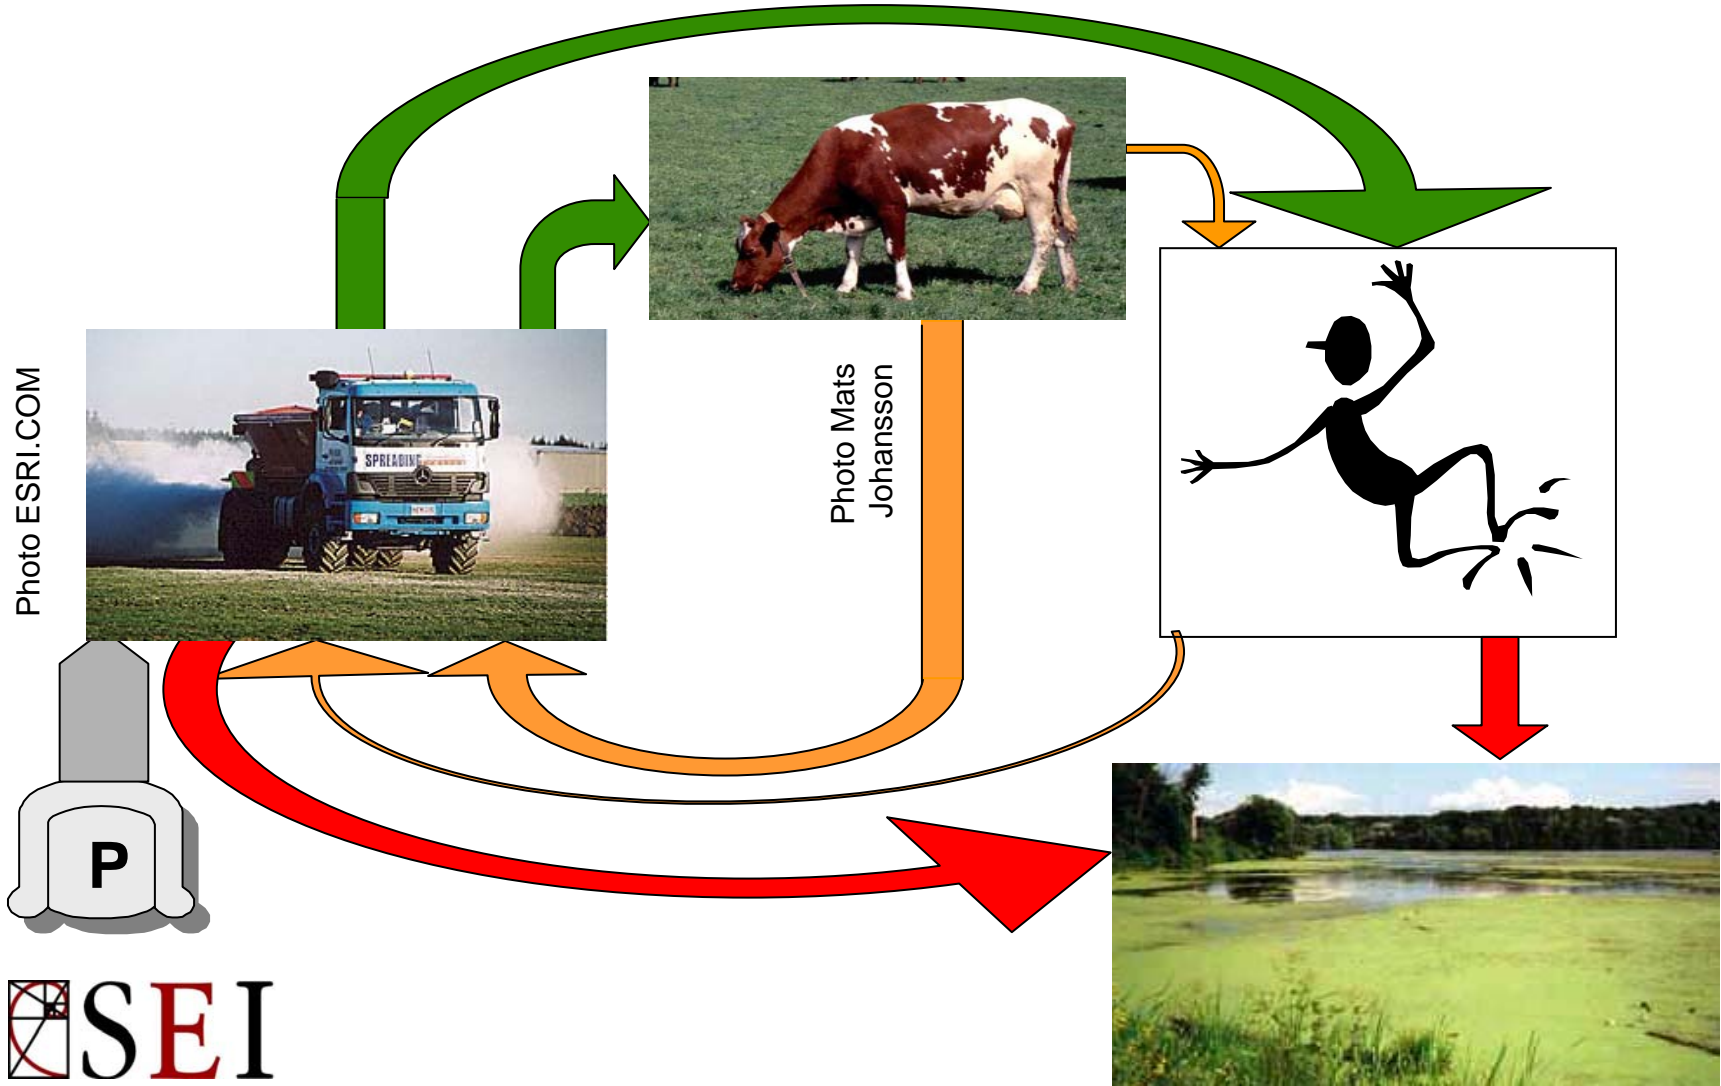 Photo ESRI.COM
Photo Mats
Johansson
SPREADING
P
SEI